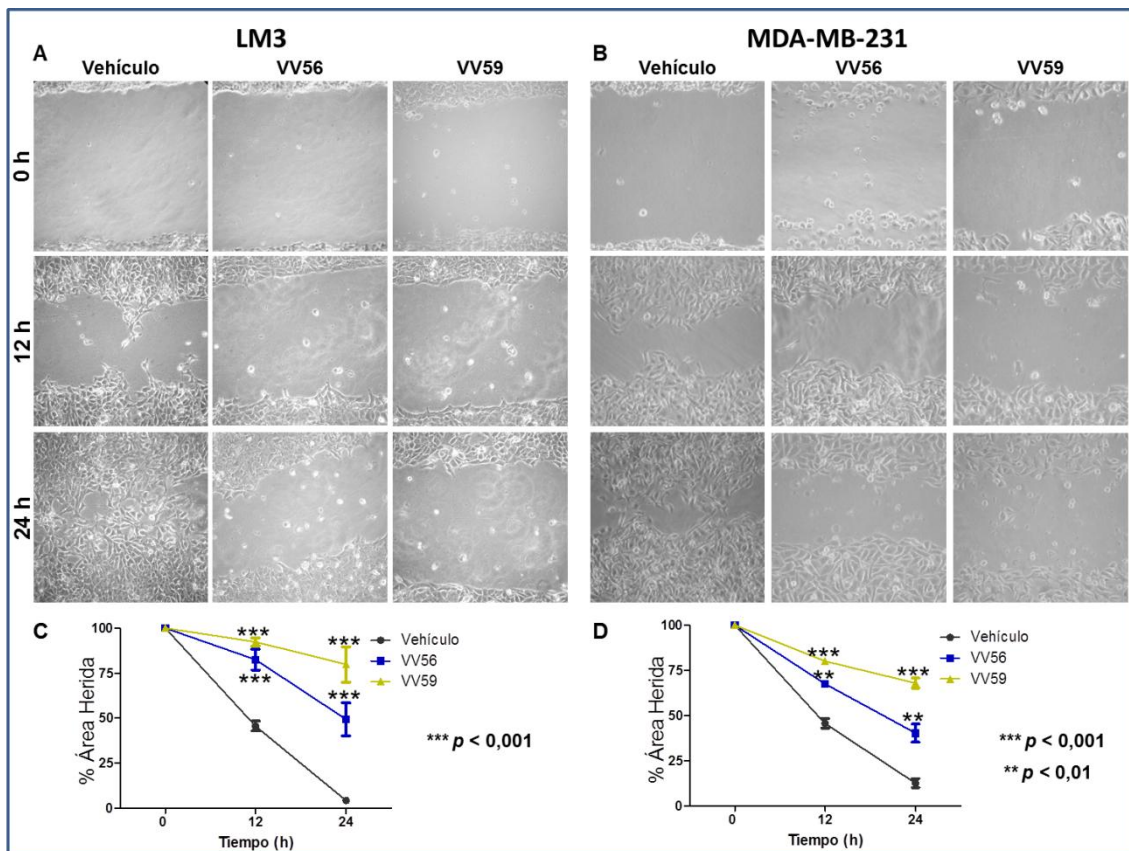 LM3
MDA-MB-231
A
Vehículo
VV56
VV59
B
Vehículo
VV56
VV59
0 h
12 h
24 h
C
% Área Herida
100
75
50
25
0
0
12
24
Tiempo (h)
***
***
***
***
Vehículo
VV56
VV59
*** p < 0,001
D
% Área Herida
100
75
50
25
0
0
12
24
Tiempo (h)
***
**
***
**
Vehículo
VV56
VV59
*** p < 0,001
** p < 0,01